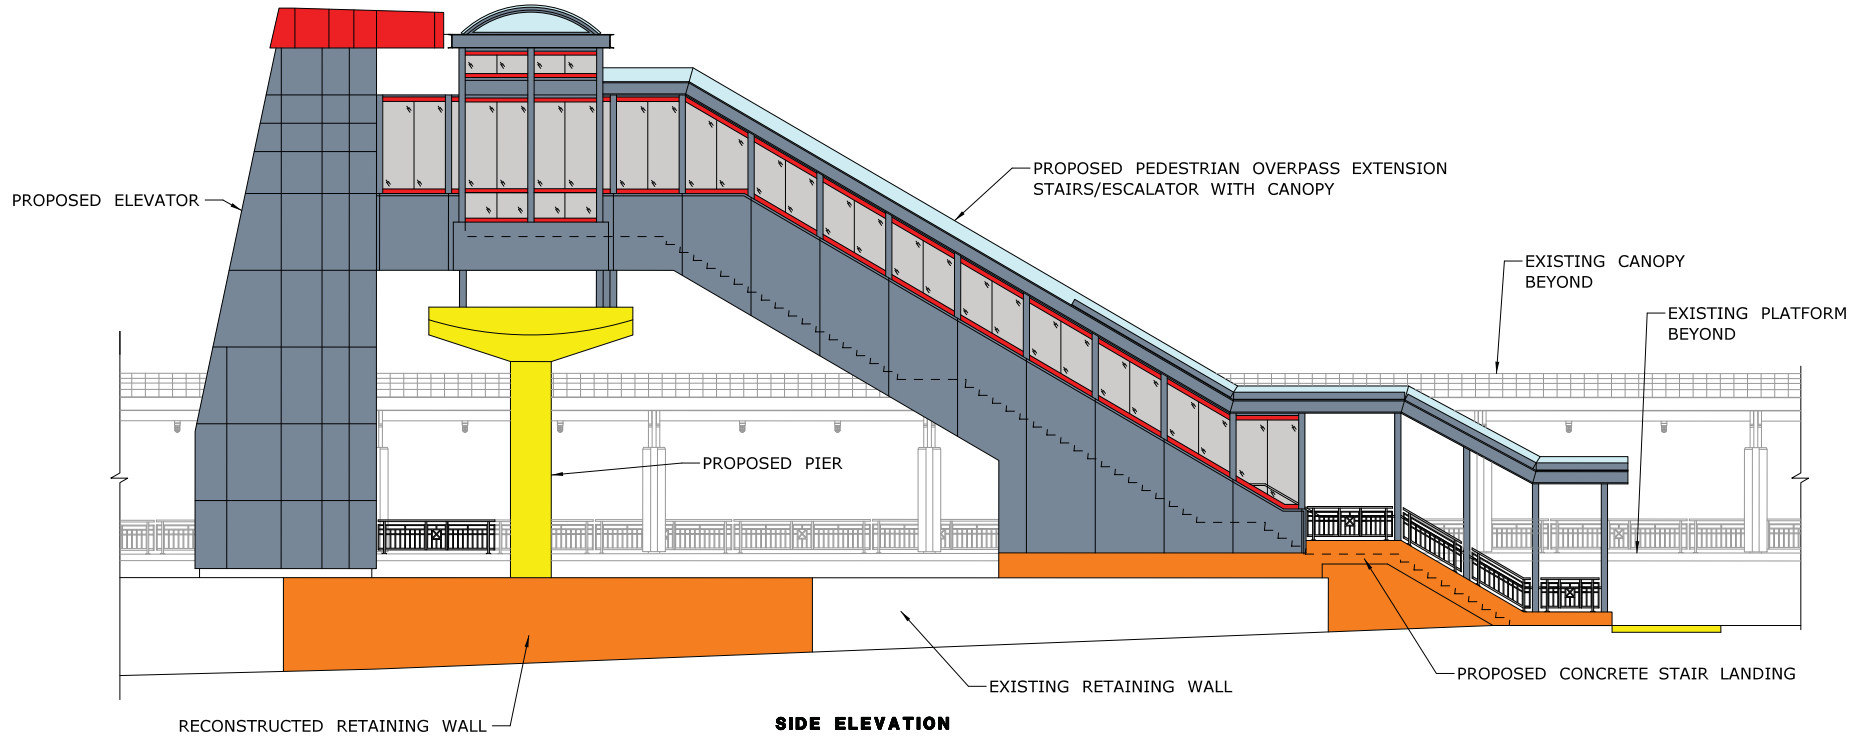 PROPOSED PEDESTRIAN OVERPASS EXTENSION
STAIRS/ESCALATOR WITH CANOPY
PROPOSED ELEVATOR
EXISTING CANOPY
BEYOND
EXISTING PLATFORM
BEYOND
PROPOSED PIER
PROPOSED CONCRETE STAIR LANDING
EXISTING RETAINING WALL
RECONSTRUCTED RETAINING WALL
SIDE ELEVATION